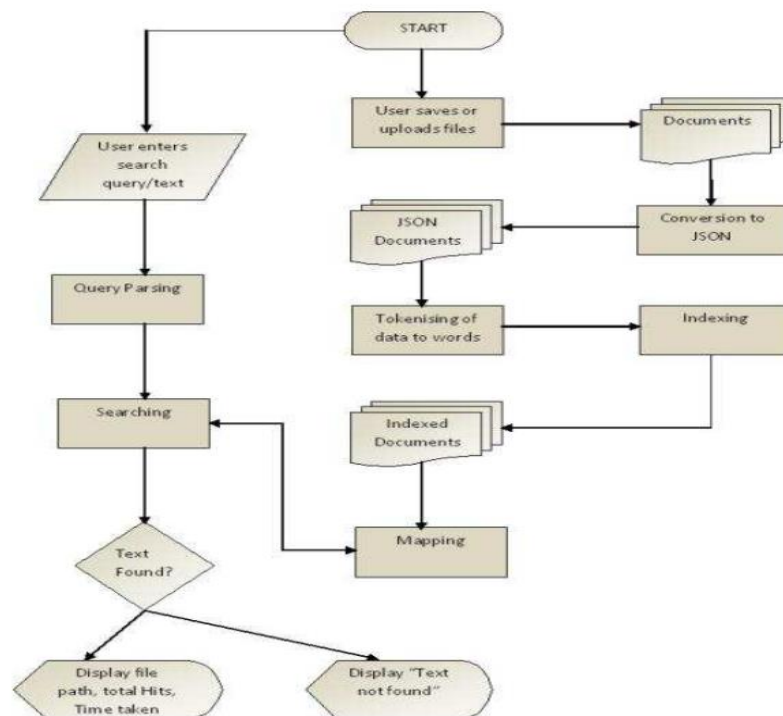 START
User saves or
uploads files
Documents
User enters
search
query/text
JSON
Documents
Conversion to
JSON
Query Parsing
Tokenising of
data to words
Indexing
Searching
Indexed
Documents
Mapping
Text
Found?
Display file
path, total Hits,
Time taken
Display “Text
not found”